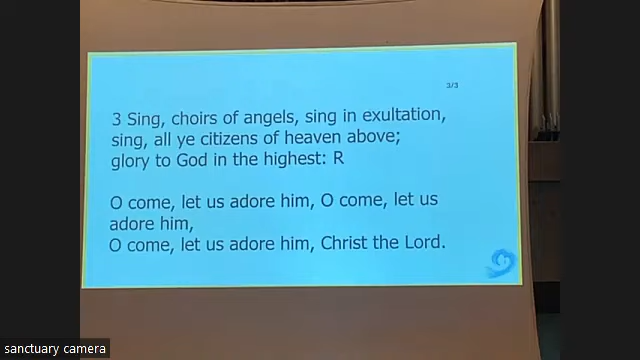 3/3
3 Sing, choirs of angels, sing in exultation,
sing, all ye citizens of heaven above;
glory to God in the highest: R
O come, let us adore him, O come, let us
adore him,
O come, let us adore him, Christ the Lord.
sanctuary camera